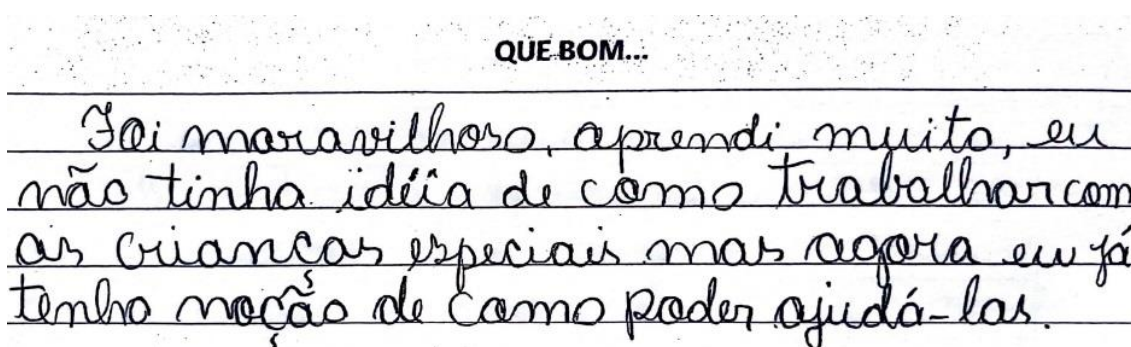 QUE BOM...
Foi maravilhoso, aprendi muito, eu
não tinha idéia de como trabalhar com
as crianças especiais mas agora eu já
tenho noção de como poder ajudá-las.